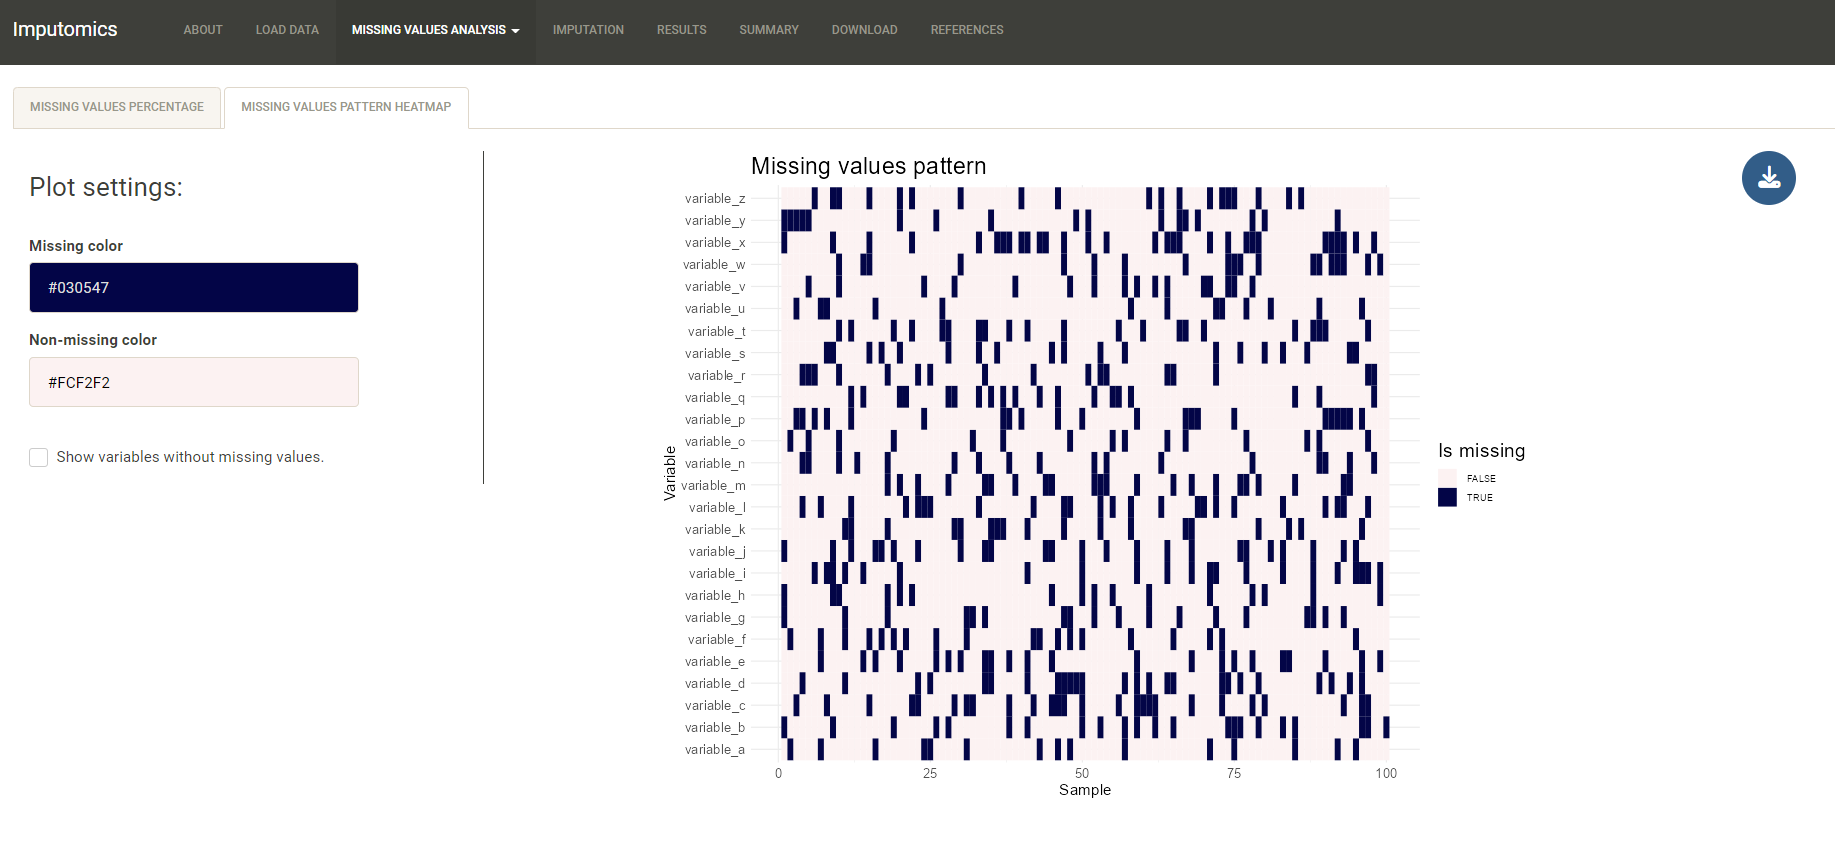 Imputomics
ABOUT
LOAD DATA
MISSING VALUES ANALYSIS
IMPUTATION
RESULTS
SUMMARY
DOWNLOAD
REFERENCES
MISSING VALUES PERCENTAGE
MISSING VALUES PATTERN HEATMAP
Plot settings:
Missing color
#030547
Non-missing color
#FCF2F2
Show variables without missing values.
Missing values pattern
variable_z
variable_y
variable_x
variable_w
variable_v
variable_u
variable_t
variable_s
variable_r
variable_q
variable_p
variable_o
variable_n
variable_m
variable_l
variable_k
variable_j
variable_i
variable_h
variable_g
variable_f
variable_e
variable_d
variable_c
variable_b
variable_a
Variable
0
25
50
75
100
Sample
Is missing
FALSE
TRUE